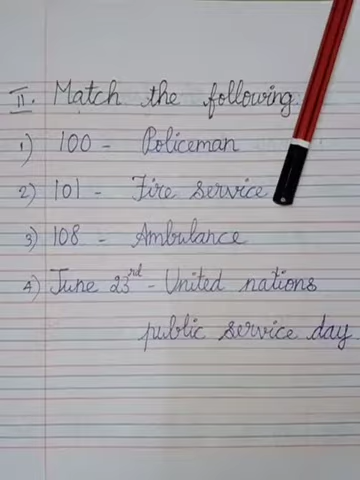 II. Match the following:
1) 100 - Policeman
2) 101 - Fire service
3) 108 - Ambulance
4) June 23rd - United nations
public service day